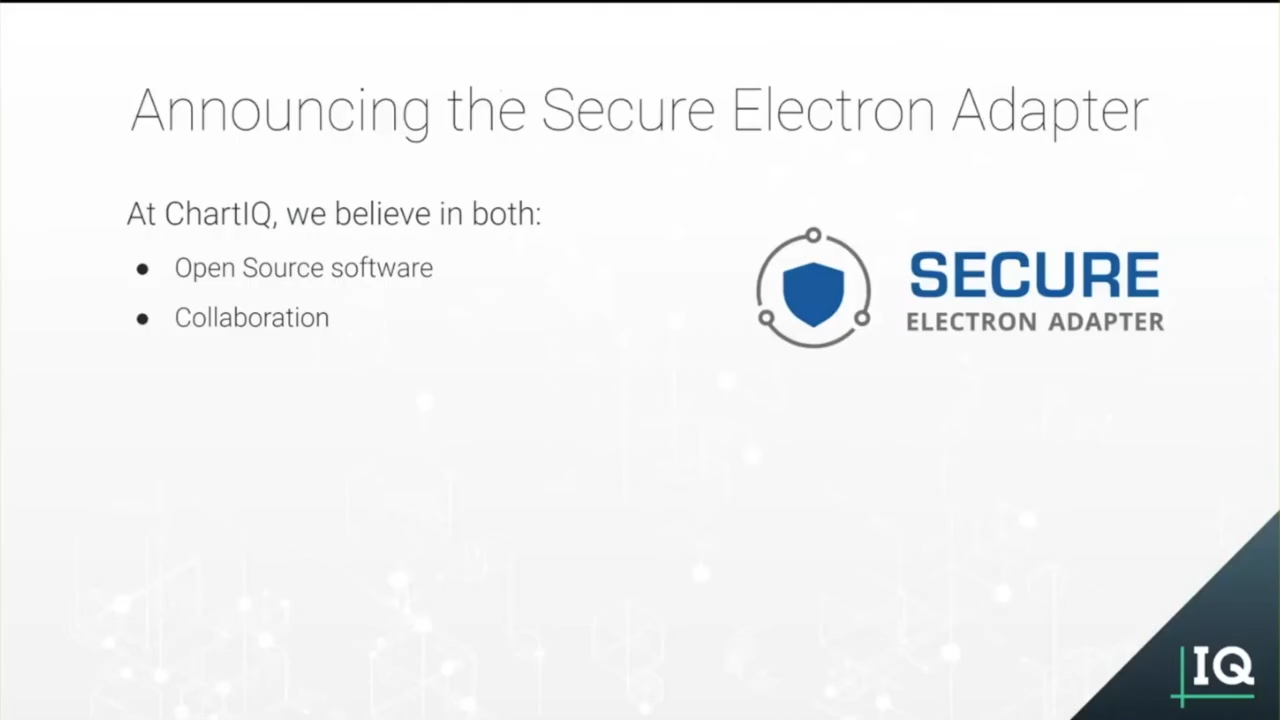 Announcing the Secure Electron Adapter
At ChartIQ, we believe in both:
● Open Source software
● Collaboration
SECURE
ELECTRON ADAPTER
IQ